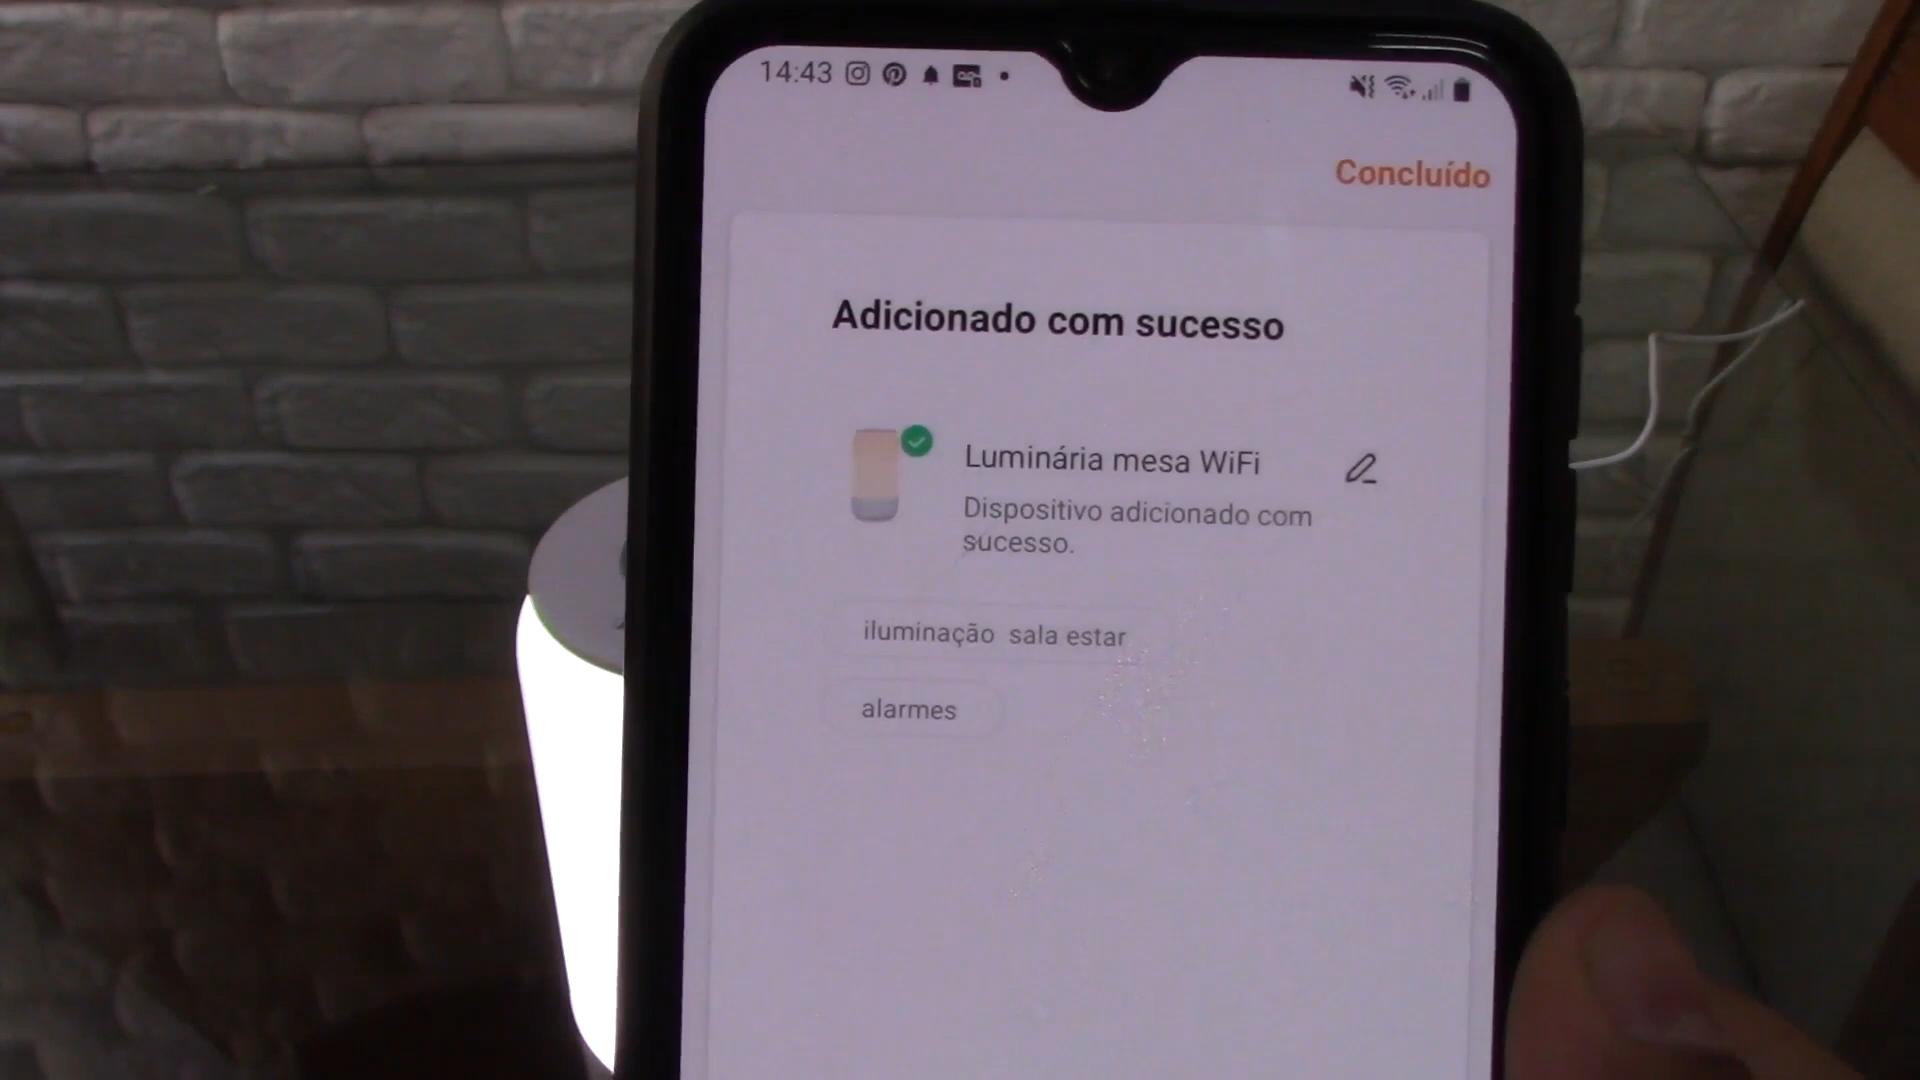 14:43
Concluído
Adicionado com sucesso
Luminária mesa WiFi
Dispositivo adicionado com
sucesso.
iluminação sala estar
alarmes